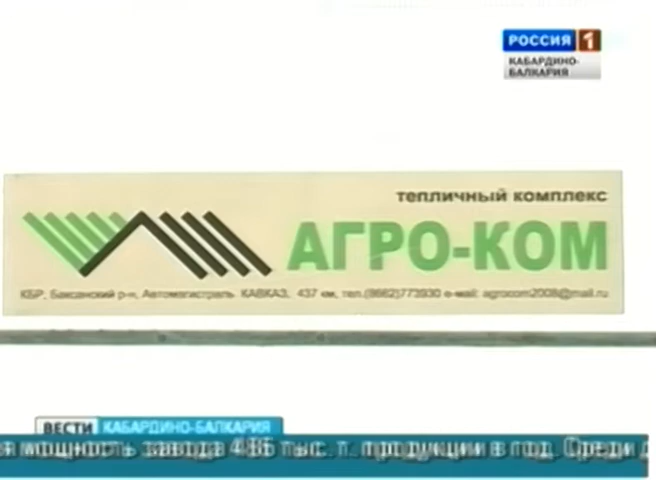 РОССИЯ 1
КАБАРДИНО-
БАЛКАРИЯ
тепличный комплекс
АГРО-КОМ
КБР, Баксанский р-н, Автомагистраль КАВКАЗ, 437 км, тел.(8662)773930 e-mail: agrocom2008@mail.ru
ВЕСТИ КАБАРДИНО-БАЛКАРИЯ
я мощность завода 485 тыс. т. продукции в год. Среди